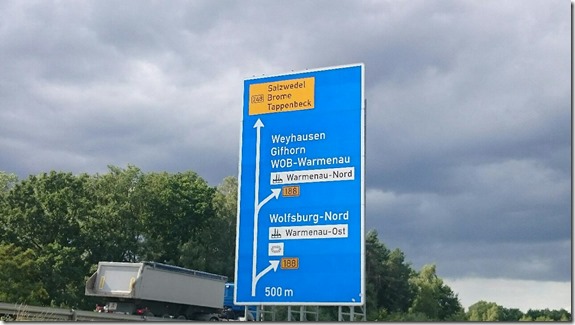 Salzwedel
Brome
248 Tappenbeck
Weyhausen
Gifhorn
WOB-Warmenau
Warmenau-Nord
188
Wolfsburg-Nord
Warmenau-Ost
188
500 m